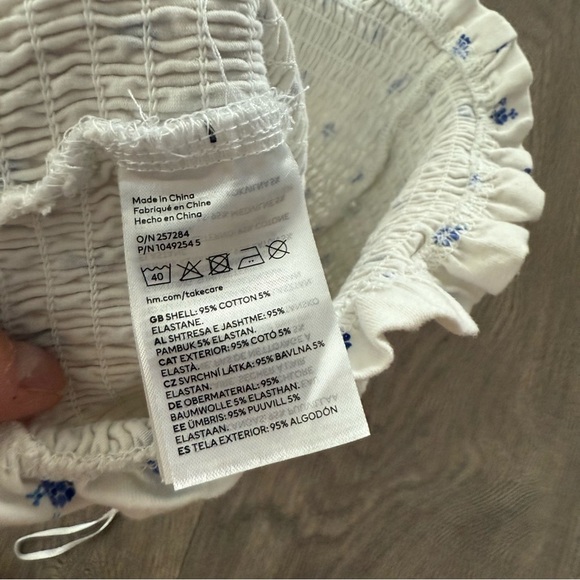 Made in China
Fabriqué en Chine
Hecho en China
O/N 257284
P/N 1049254 5
40
hm.com/takecare
GB SHELL: 95% COTTON 5%
ELASTANE.
AL SHTRESA E JASHTME: 95%
PAMBUK 5% ELASTAN.
CAT EXTERIOR: 95% COTÓ 5%
ELASTÀ.
CZ SVRCHNÍ LÁTKA: 95% BAVLNA 5%
ELASTAN.
DE OBERMATERIAL: 95%
BAUMWOLLE 5% ELASTHAN.
EE ÜMBRIS: 95% PUUVILL 5%
ELASTAAN.
ES TELA EXTERIOR: 95% ALGODÓN